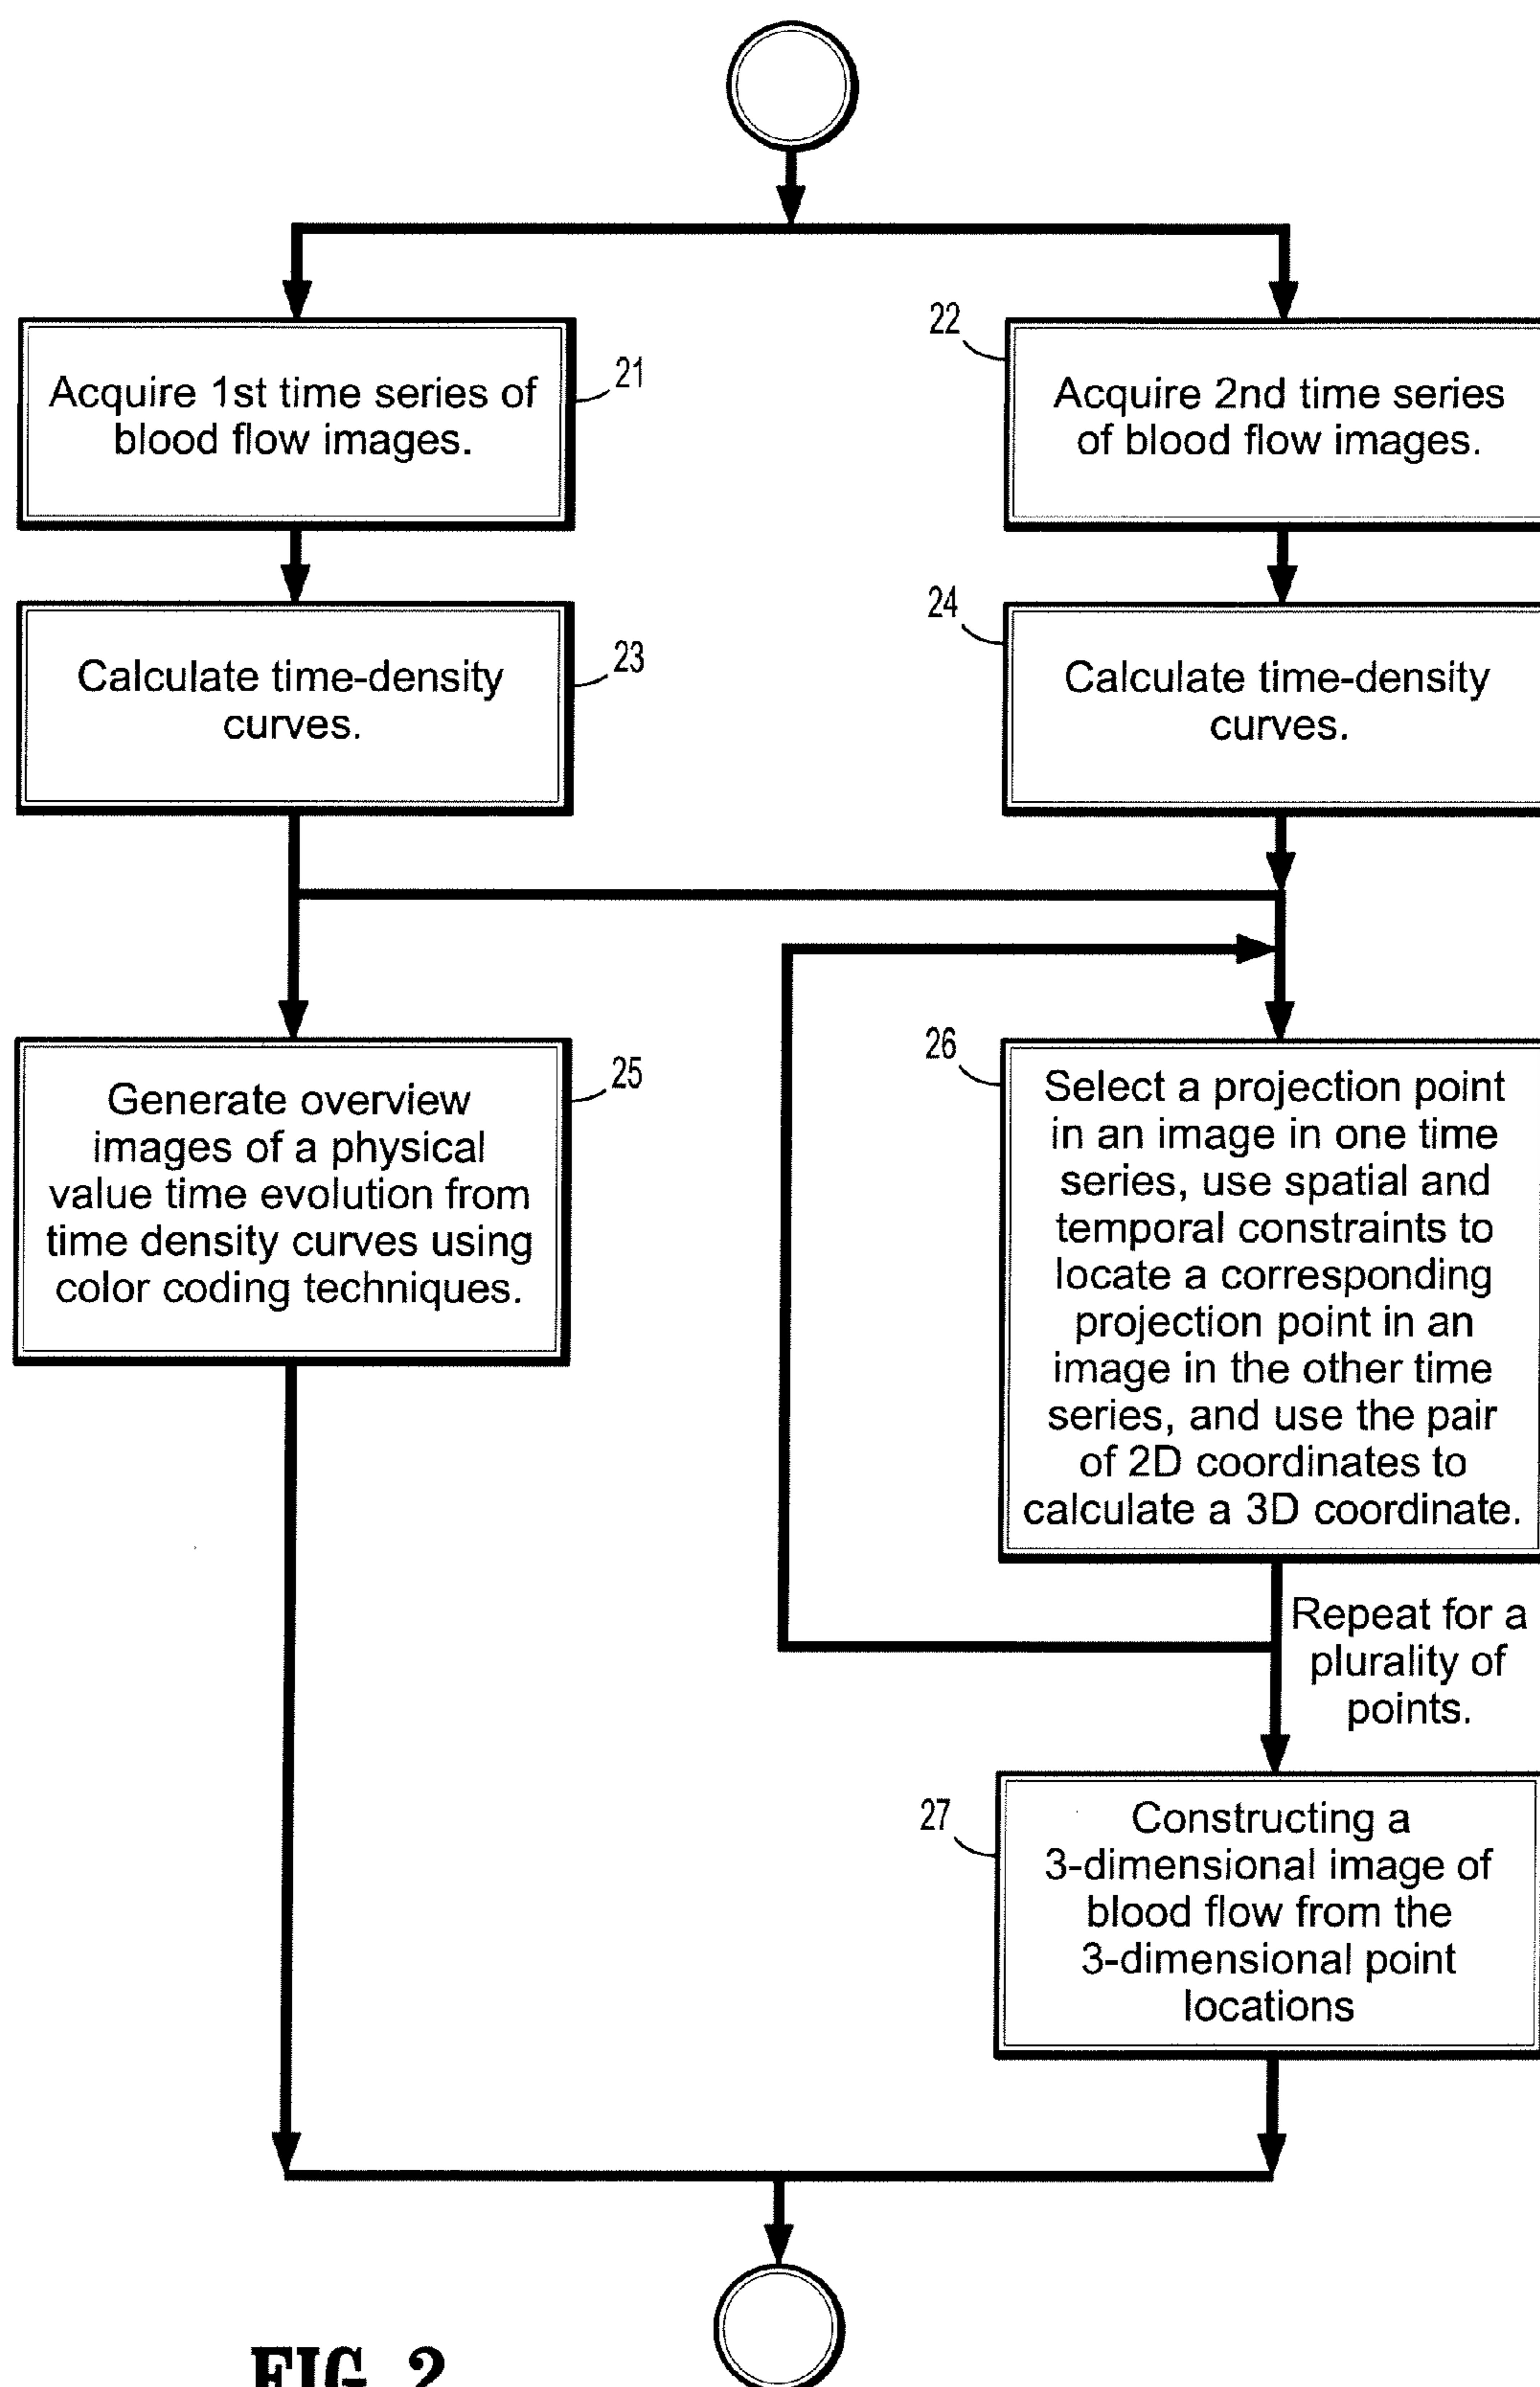 Acquire 1st time series of
blood flow images.
21
22
Acquire 2nd time series
of blood flow images.
Calculate time-density
curves.
23
24
Calculate time-density
curves.
Generate overview
images of a physical
value time evolution from
time density curves using
color coding techniques.
25
26
Select a projection point
in an image in one time
series, use spatial and
temporal constraints to
locate a corresponding
projection point in an
image in the other time
series, and use the pair
of 2D coordinates to
calculate a 3D coordinate.
Repeat for a
plurality of
points.
27
Constructing a
3-dimensional image of
blood flow from the
3-dimensional point
locations
FIG. 2